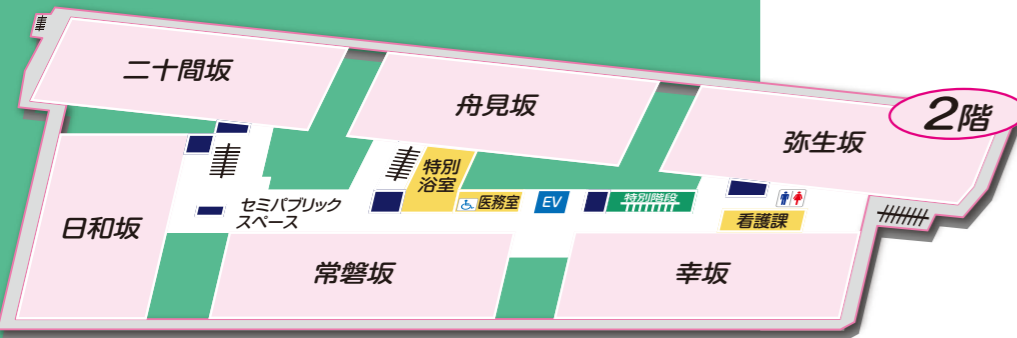 二十間坂
舟見坂
2階
弥生坂
特別
浴室
医務室
EV
特別階段
セミパブリック
スペース
看護課
日和坂
常磐坂
幸坂